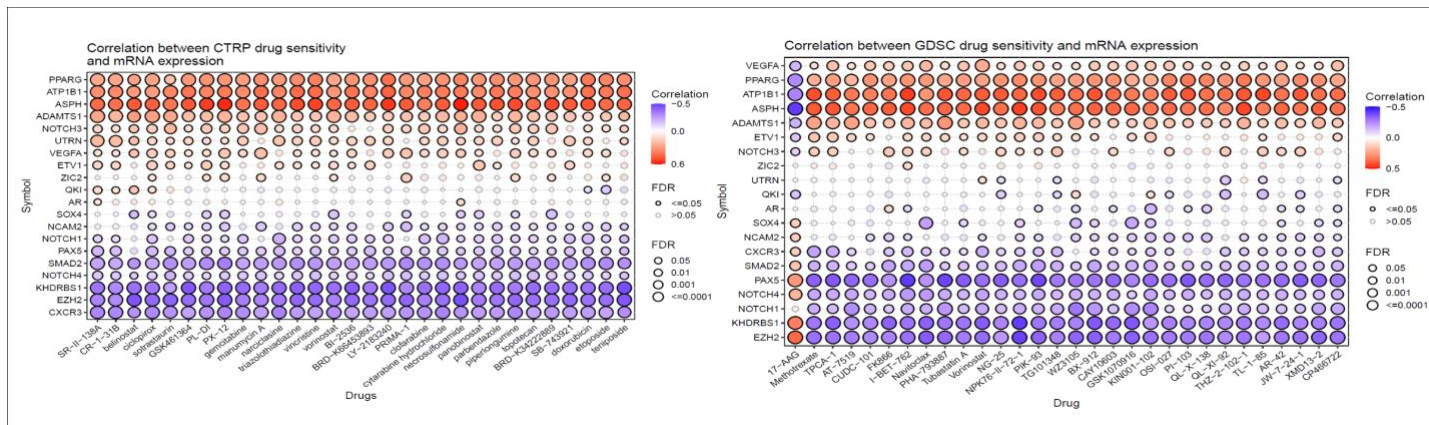 Correlation between CTRP drug sensitivity
and mRNA expression
PPARG
ATP1B1
ASPH
ADAMTS1
NOTCH3
UTRN
VEGFA
ETV1
ZIC2
QKI
AR
SOX4
NCAM2
NOTCH1
PAX5
SMAD2
NOTCH4
KHDRBS1
EZH2
CXCR3
Symbol
SR-II-138A
CR-1-31B
belinostat
ciclopirox
sotrastaurin
GSK461364
PL-DI
PX-12
gemcitabine
manumycin A
narciclasine
triazolothiadiazine
vincristine
vorinostat
BI-2536
BRD-K66453893
LY-2183240
PRIMA-1
clofarabine
cytarabine hydrochloride
necrosulfonamide
panobinostat
parbendazole
piperlongumine
topotecan
BRD-K34222889
SB-743921
doxorubicin
etoposide
teniposide
Drugs
Correlation
-0.5
0.0
0.6
FDR
<=0.05
>0.05
FDR
0.05
0.01
0.001
<=0.0001
Correlation between GDSC drug sensitivity and mRNA expression
VEGFA
PPARG
ATP1B1
ASPH
ADAMTS1
ETV1
NOTCH3
ZIC2
UTRN
QKI
AR
SOX4
NCAM2
CXCR3
SMAD2
PAX5
NOTCH4
NOTCH1
KHDRBS1
EZH2
Symbol
17-AAG
Methotrexate
TPCA-1
AT-7519
CUDC-101
FK866
I-BET-762
Navitoclax
PHA-793887
Tubastatin A
Vorinostat
NG-25
NPK76-II-72-1
PIK-93
TG101348
WZ3105
BX-912
CAY10603
GSK1070916
KIN001-102
OSI-027
PI-103
QL-X-138
QL-XI-92
THZ-2-102-1
TL-1-85
AR-42
JW-7-24-1
XMD13-2
CP466722
Drug
Correlation
-0.5
0.0
0.5
FDR
<=0.05
>0.05
FDR
0.05
0.01
0.001
<=0.0001